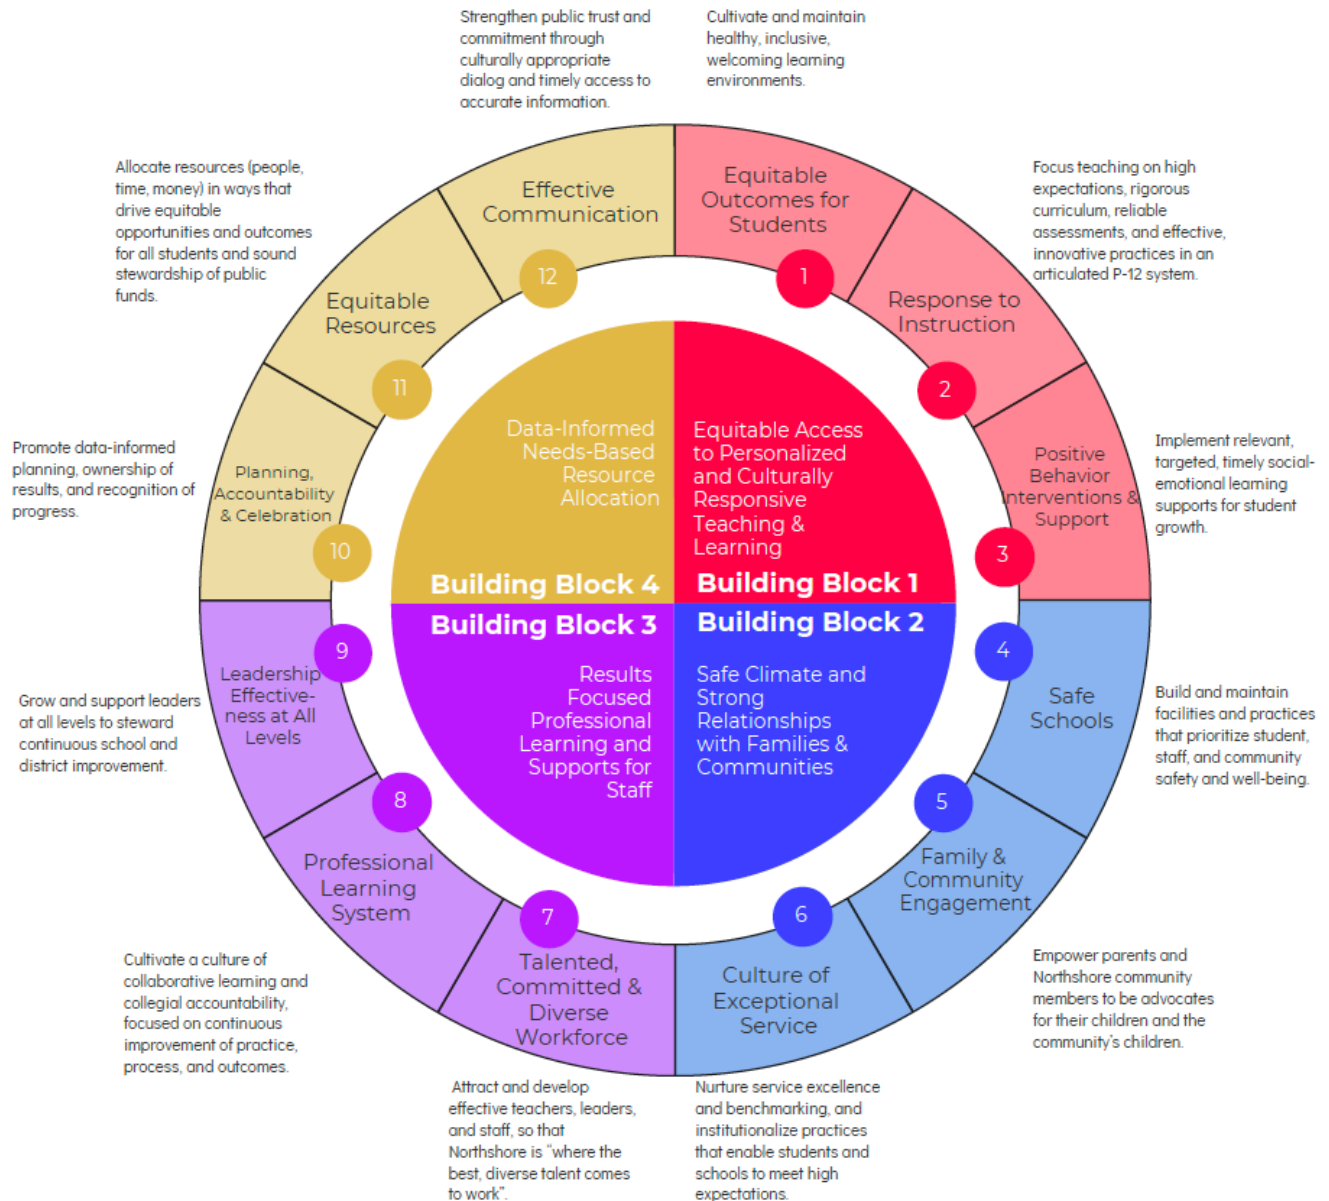 Strengthen public trust and
commitment through
culturally appropriate
dialog and timely access to
accurate information.
Cultivate and maintain
healthy, inclusive,
welcoming learning
environments.
Allocate resources (people,
time, money) in ways that
drive equitable
opportunities and outcomes
for all students and sound
stewardship of public
funds.
Focus teaching on high
expectations, rigorous
curriculum, reliable
assessments, and effective,
innovative practices in an
articulated P-12 system.
Effective
Communication
12
Equitable
Outcomes for
Students
1
Equitable
Resources
11
Response to
Instruction
2
Promote data-informed
planning, ownership of
results, and recognition of
progress.
Planning,
Accountability
& Celebration
10
Data-Informed
Needs-Based
Resource
Allocation
Building Block 4
Equitable Access
to Personalized
and Culturally
Responsive
Teaching &
Learning
Building Block 1
Positive
Behavior
Interventions &
Support
3
Implement relevant,
targeted, timely social-
emotional learning
supports for student
growth.
Grow and support leaders
at all levels to steward
continuous school and
district improvement.
9
Leadership
Effective-
ness at All
Levels
Building Block 3
Results
Focused
Professional
Learning and
Supports for
Staff
Building Block 2
Safe Climate and
Strong
Relationships
with Families &
Communities
4
Safe
Schools
Build and maintain
facilities and practices
that prioritize student,
staff, and community
safety and well-being.
8
Professional
Learning
System
5
Family &
Community
Engagement
7
Talented,
Committed &
Diverse
Workforce
6
Culture of
Exceptional
Service
Cultivate a culture of
collaborative learning and
collegial accountability,
focused on continuous
improvement of practice,
process, and outcomes.
Empower parents and
Northshore community
members to be advocates
for their children and the
community's children.
Attract and develop
effective teachers, leaders,
and staff, so that
Northshore is "where the
best, diverse talent comes
to work".
Nurture service excellence
and benchmarking, and
institutionalize practices
that enable students and
schools to meet high
expectations.